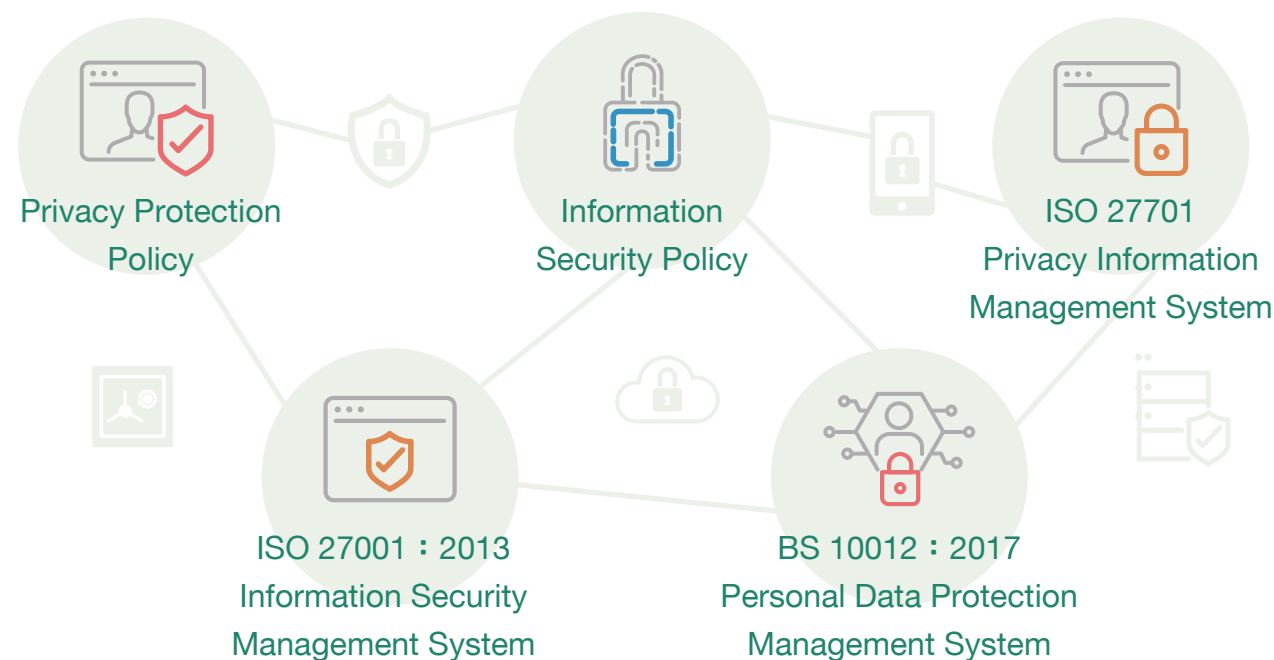 Privacy Protection
Policy
Information
Security Policy
ISO 27701
Privacy Information
Management System
ISO 27001：2013
Information Security
Management System
BS 10012：2017
Personal Data Protection
Management System